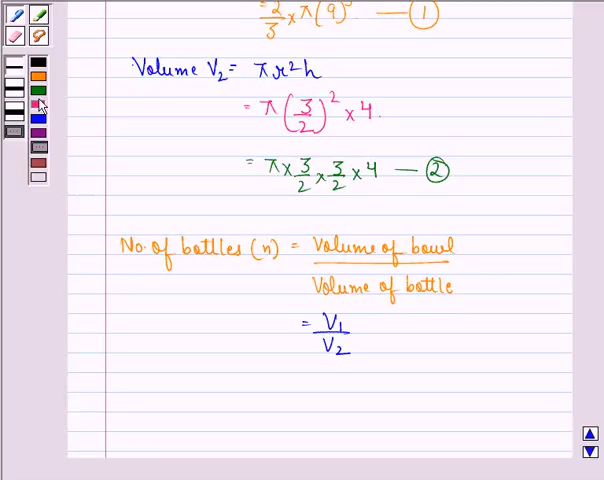 = 2/3 × π(9)³ —— ①
Volume V₂ = πr²h
= π(3/2)² × 4.
= π × 3/2 × 3/2 × 4 —— ②
No. of bottles (n) = Volume of bowl / Volume of bottle
= V₁/V₂